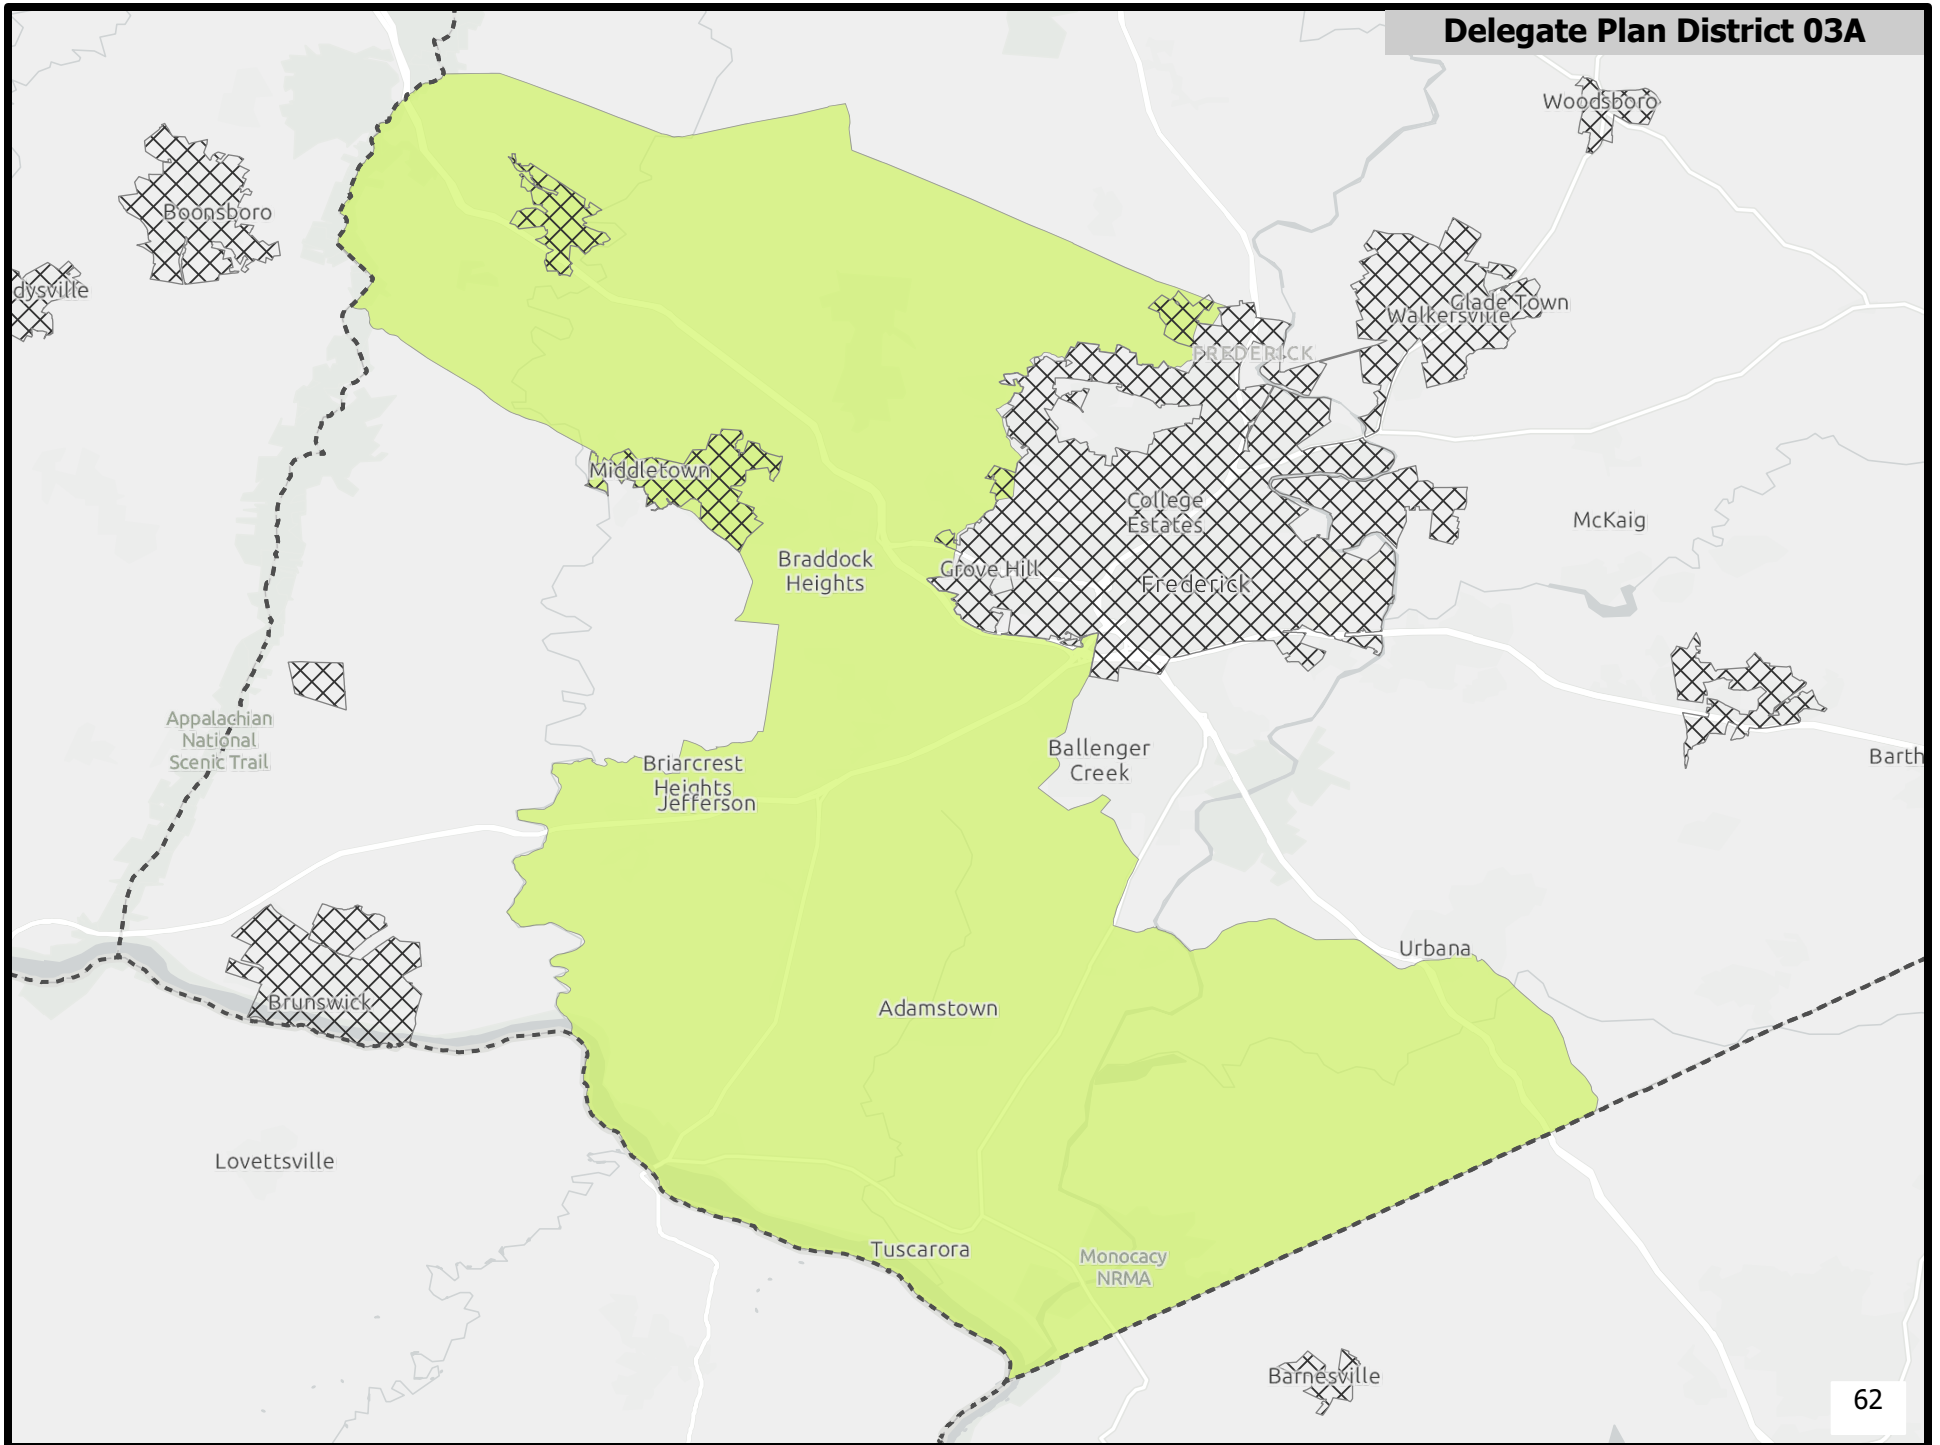 Delegate Plan District 03A
Woodsboro
Boonsboro
dysville
Glade Town
Walkersville
FREDERICK
Middletown
College
Estates
McKaig
Braddock
Heights
Grove Hill
Frederick
Appalachian
National
Scenic Trail
Ballenger
Creek
Briarcrest
Heights
Jefferson
Barth
Urbana
Brunswick
Adamstown
Lovettsville
Tuscarora
Monocacy
NRMA
Barnesville
62